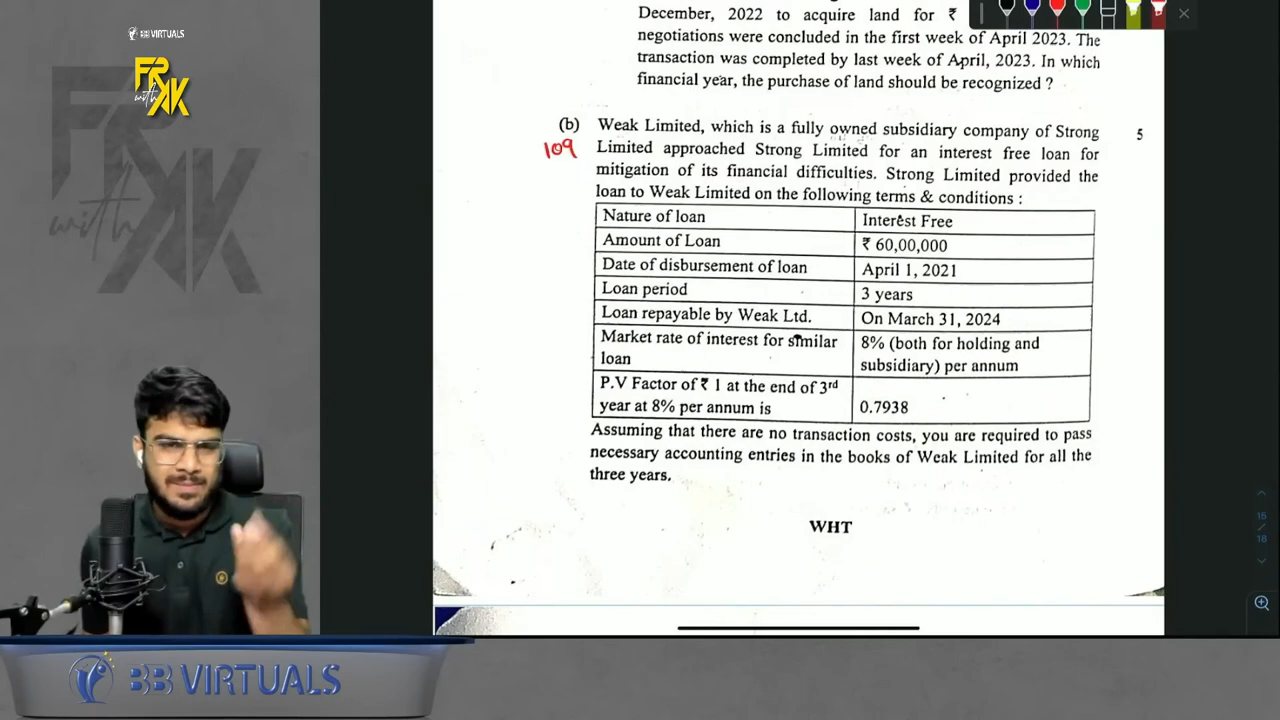 BB VIRTUALS
FR
with
AK
FR
with
AK
December, 2022 to acquire land for ₹
negotiations were concluded in the first week of April 2023. The
transaction was completed by last week of April, 2023. In which
financial year, the purchase of land should be recognized ?
(b) Weak Limited, which is a fully owned subsidiary company of Strong 5
109 Limited approached Strong Limited for an interest free loan for
mitigation of its financial difficulties. Strong Limited provided the
loan to Weak Limited on the following terms & conditions :
Nature of loan Interest Free
Amount of Loan ₹ 60,00,000
Date of disbursement of loan April 1, 2021
Loan period 3 years
Loan repayable by Weak Ltd. On March 31, 2024
Market rate of interest for similar 8% (both for holding and
loan subsidiary) per annum
P.V Factor of ₹ 1 at the end of 3rd
year at 8% per annum is 0.7938
Assuming that there are no transaction costs, you are required to pass
necessary accounting entries in the books of Weak Limited for all the
three years.
WHT
15
/
18
BB VIRTUALS